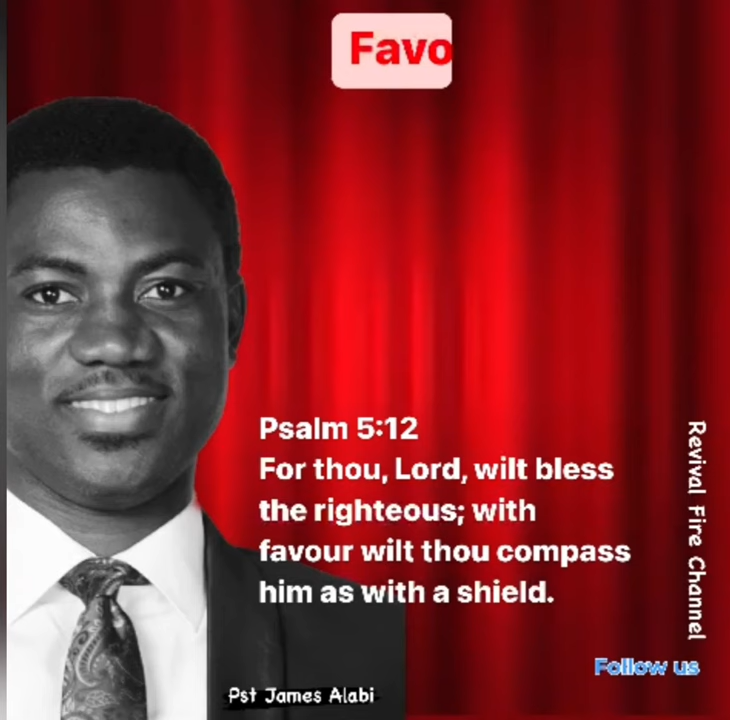 Favo
Psalm 5:12
For thou, Lord, wilt bless
the righteous; with
favour wilt thou compass
him as with a shield.
Revival Fire Channel
Follow us
Pst James Alabi